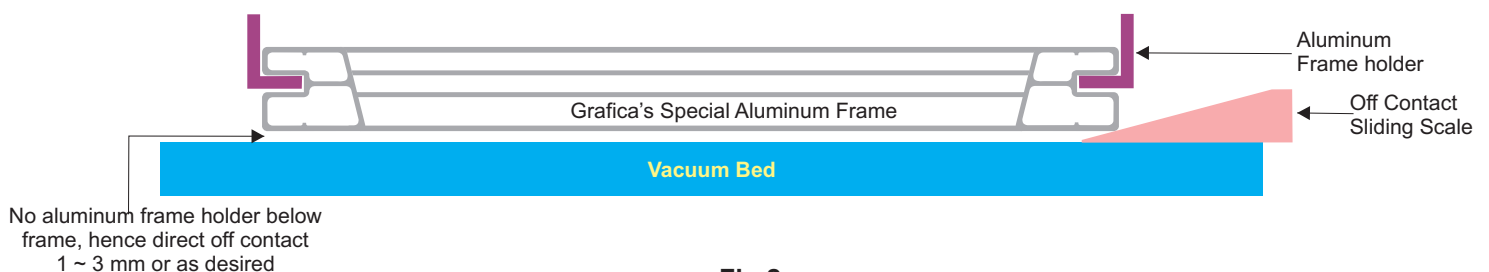 Aluminum
Frame holder
Grafica's Special Aluminum Frame
Off Contact
Sliding Scale
Vacuum Bed
No aluminum frame holder below
frame, hence direct off contact
1 ~ 3 mm or as desired